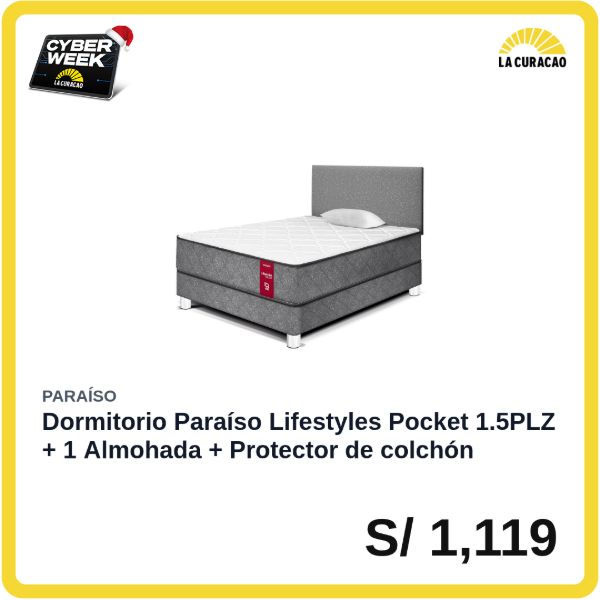 CYBER
WEEK
LA CURACAO
LA CURACAO
PARAÍSO
Dormitorio Paraíso Lifestyles Pocket 1.5PLZ
+ 1 Almohada + Protector de colchón
S/ 1,119